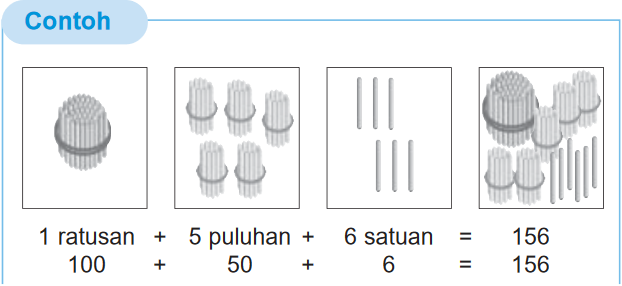 Contoh
1 ratusan + 5 puluhan + 6 satuan = 156
100 + 50 + 6 = 156